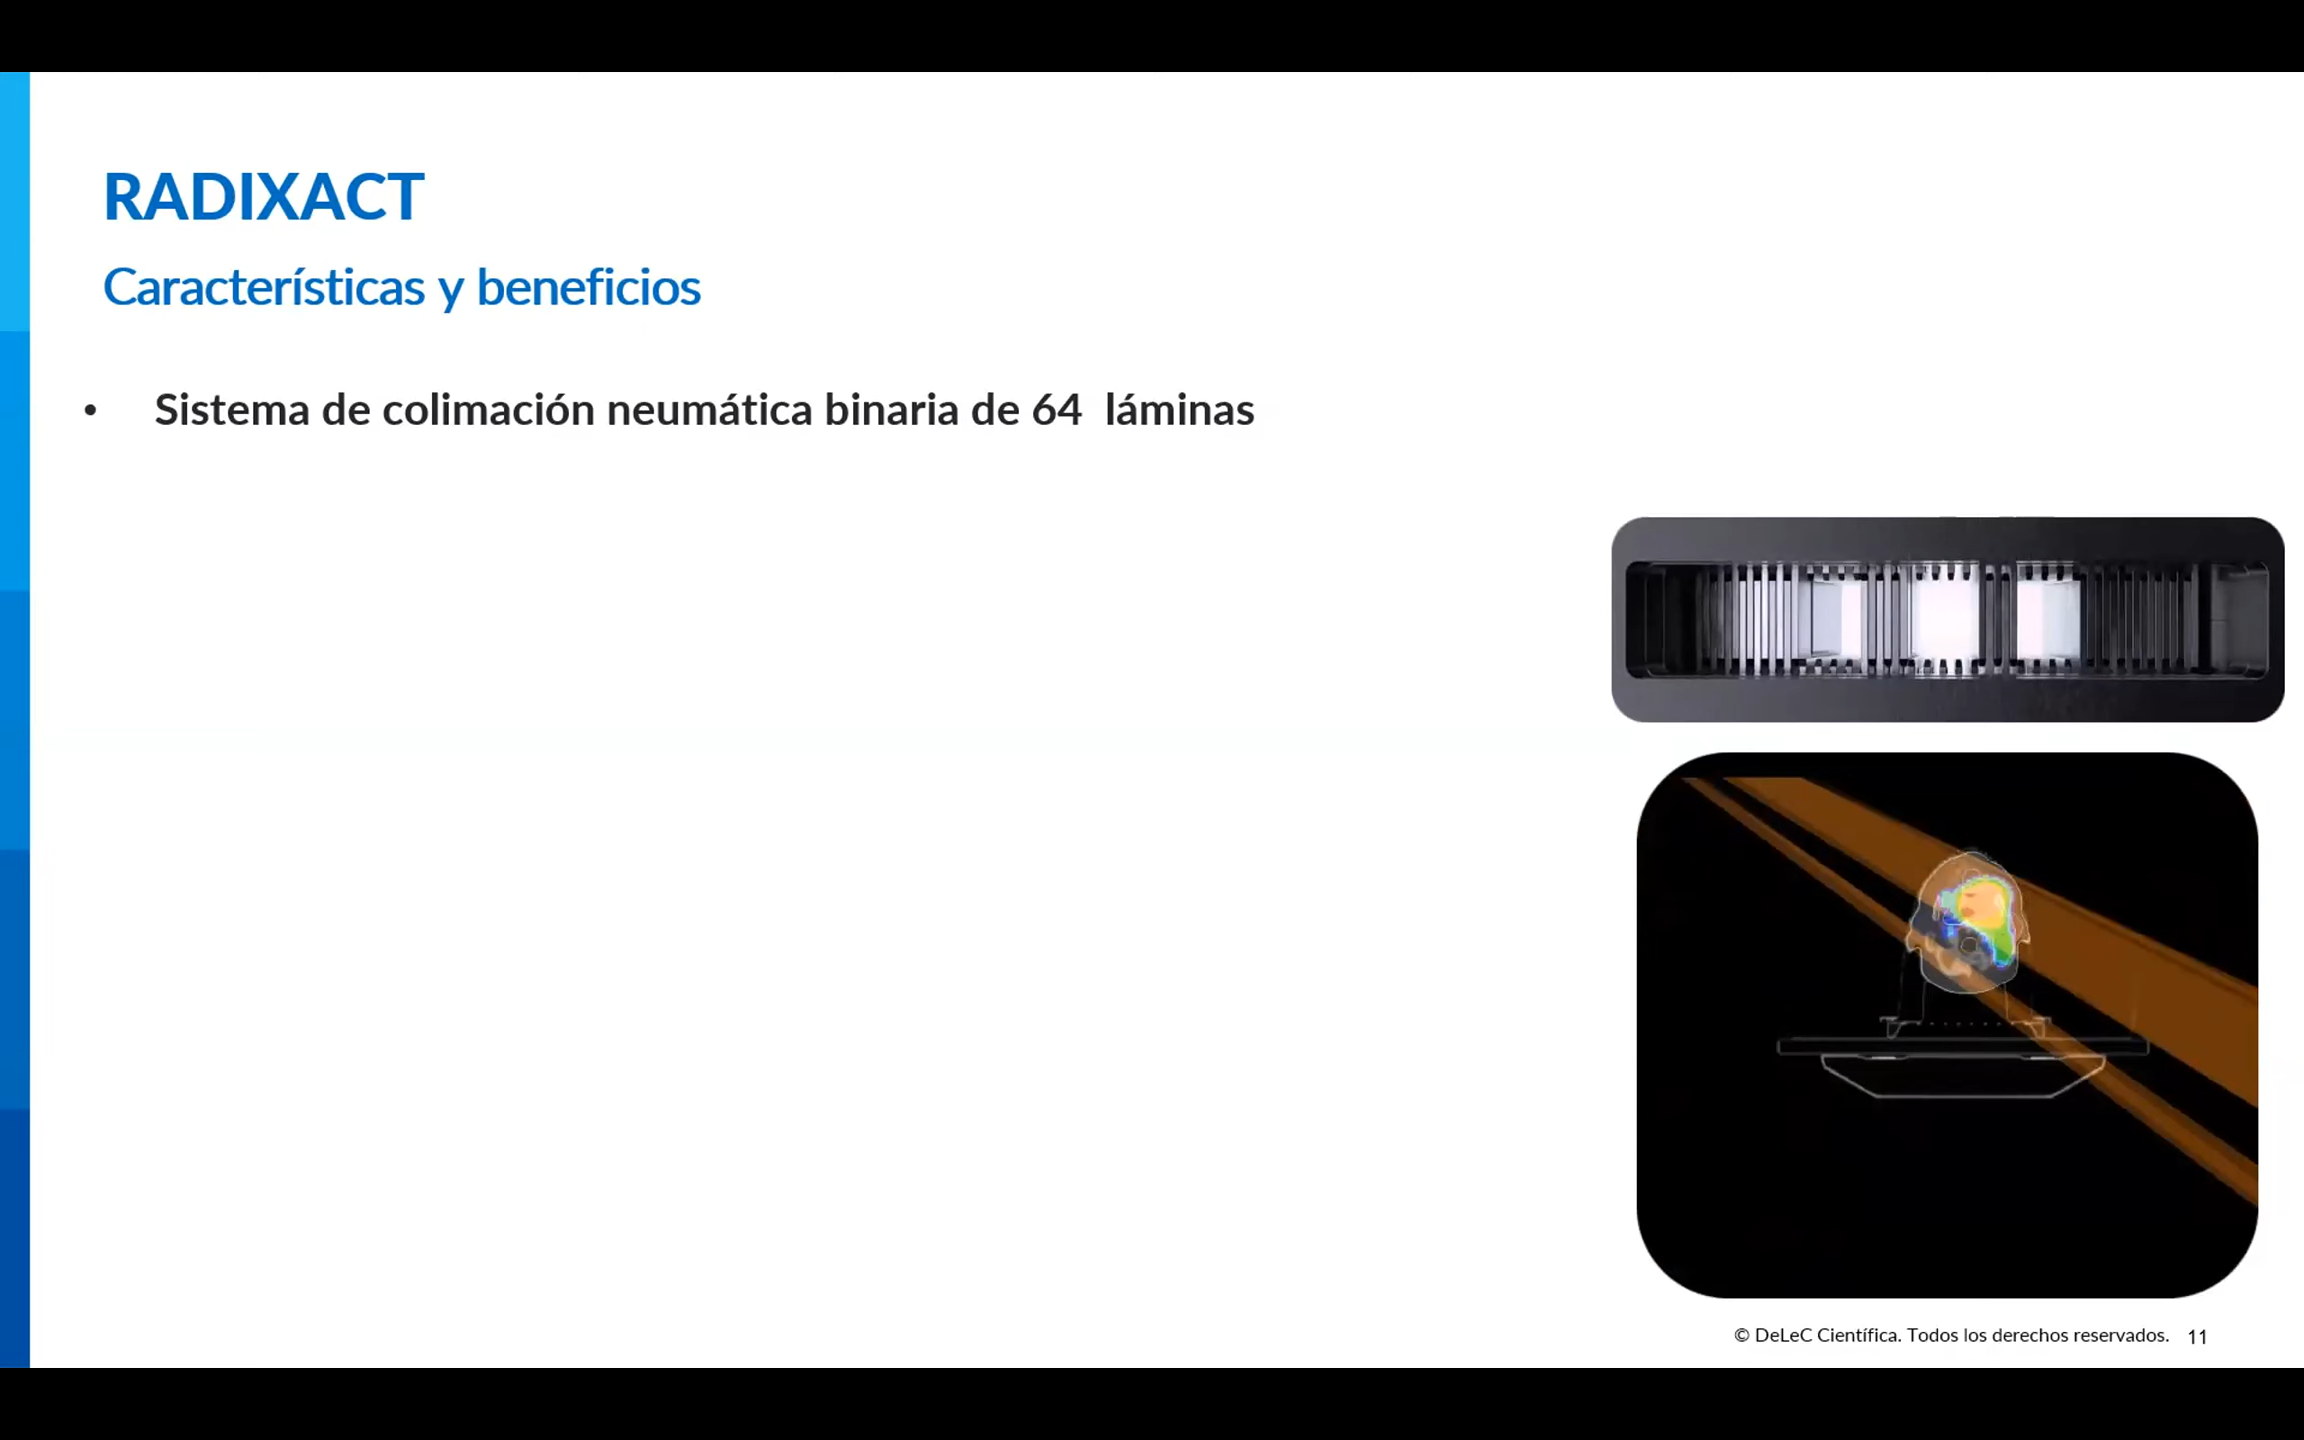 RADIXACT
Características y beneficios
• Sistema de colimación neumática binaria de 64  láminas
© DeLeC Científica. Todos los derechos reservados. 11